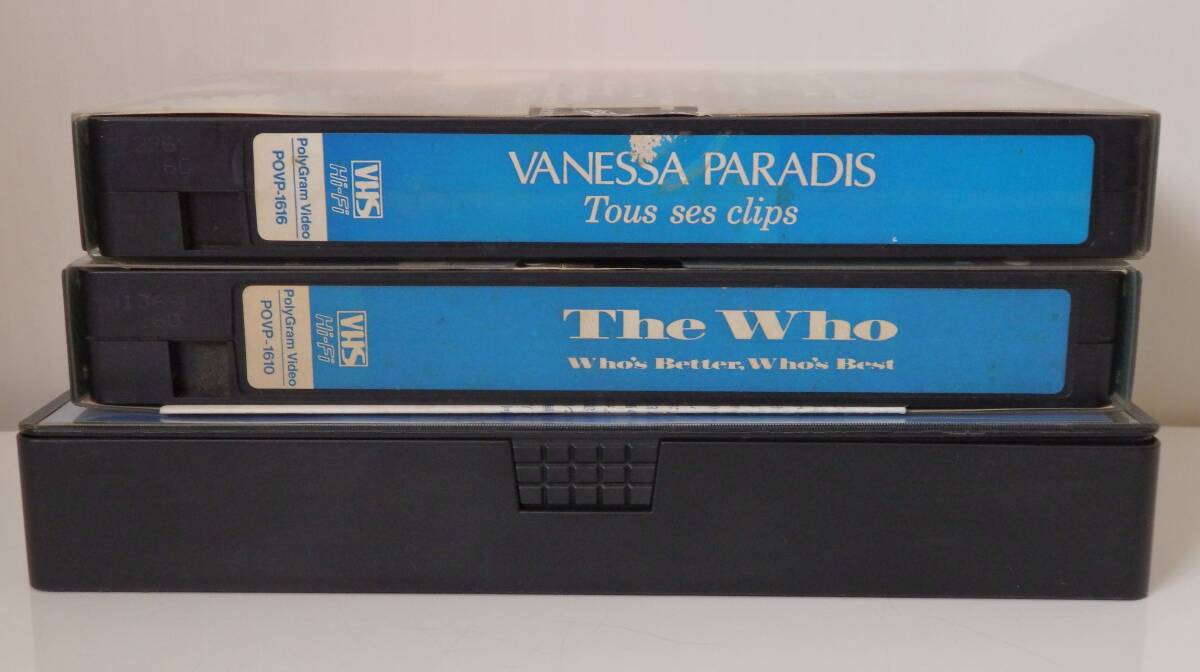 PolyGram Video
POVP-1616
VHS
Hi-Fi
VANESSA PARADIS
Tous ses clips
PolyGram Video
POVP-1610
VHS
Hi-Fi
The Who
Who's Better, Who's Best